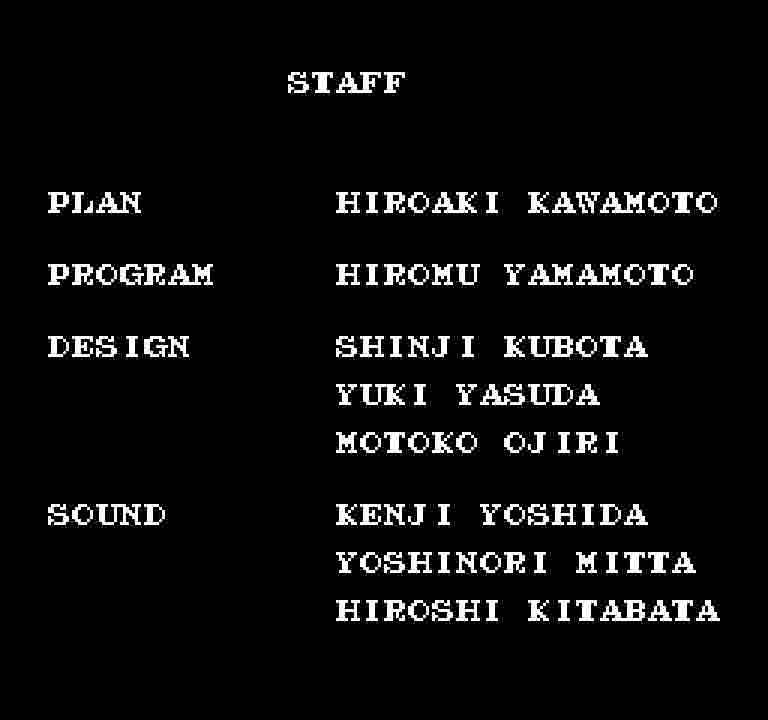 STAFF
PLAN HIROAKI KAWAMOTO
PROGRAM HIROMU YAMAMOTO
DESIGN SHINJI KUBOTA
YUKI YASUDA
MOTOKO OJIRI
SOUND KENJI YOSHIDA
YOSHINORI MITTA
HIROSHI KITABATA